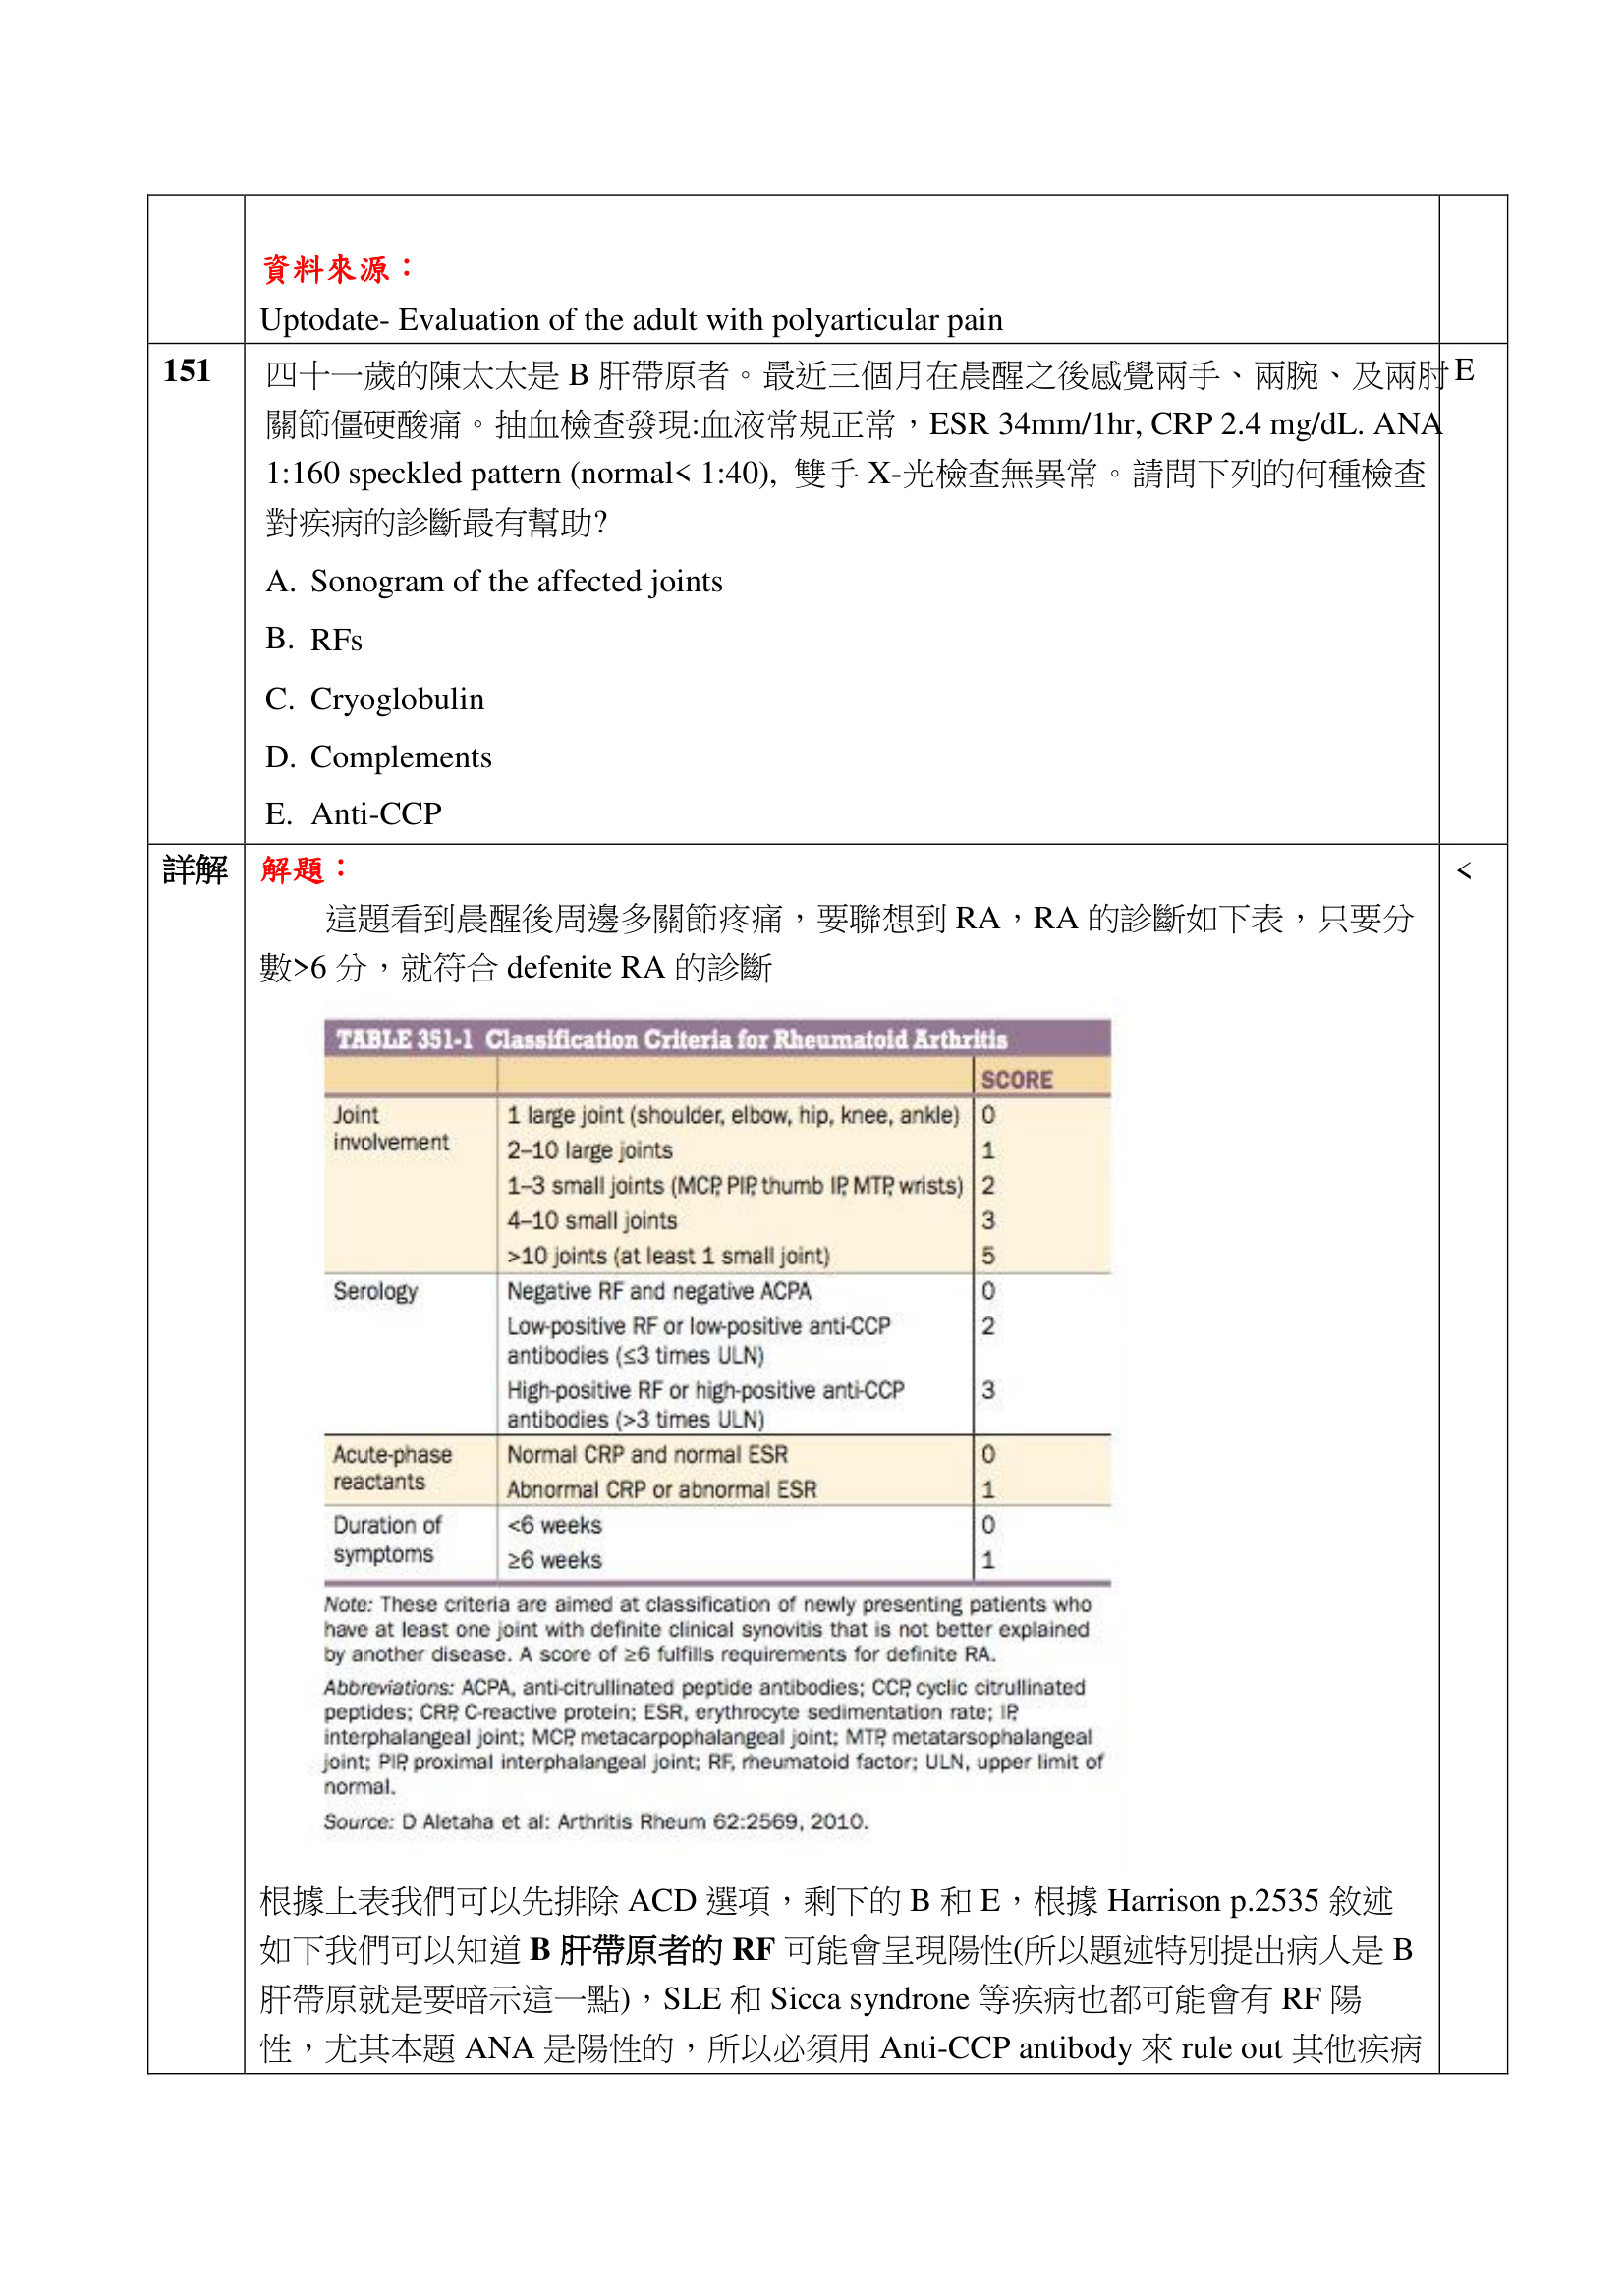 資料來源：
Uptodate- Evaluation of the adult with polyarticular pain
151
四十一歲的陳太太是 B 肝帶原者。最近三個月在晨醒之後感覺兩手、兩腕、及兩肘
E
關節僵硬酸痛。抽血檢查發現:血液常規正常，ESR 34mm/1hr, CRP 2.4 mg/dL. ANA
1:160 speckled pattern (normal< 1:40), 雙手 X-光檢查無異常。請問下列的何種檢查
對疾病的診斷最有幫助?
A. Sonogram of the affected joints
B. RFs
C. Cryoglobulin
D. Complements
E. Anti-CCP
詳解
解題：
<
這題看到晨醒後周邊多關節疼痛，要聯想到 RA，RA 的診斷如下表，只要分
數>6 分，就符合 defenite RA 的診斷
TABLE 351-1 Classification Criteria for Rheumatoid Arthritis
SCORE
Joint involvement
1 large joint (shoulder, elbow, hip, knee, ankle) 0
2–10 large joints 1
1–3 small joints (MCP, PIP, thumb IP, MTP, wrists) 2
4–10 small joints 3
>10 joints (at least 1 small joint) 5
Serology
Negative RF and negative ACPA 0
Low-positive RF or low-positive anti-CCP 2
antibodies (≤3 times ULN)
High-positive RF or high-positive anti-CCP 3
antibodies (>3 times ULN)
Acute-phase reactants
Normal CRP and normal ESR 0
Abnormal CRP or abnormal ESR 1
Duration of symptoms
<6 weeks 0
≥6 weeks 1
Note: These criteria are aimed at classification of newly presenting patients who
have at least one joint with definite clinical synovitis that is not better explained
by another disease. A score of ≥6 fulfills requirements for definite RA.
Abbreviations: ACPA, anti-citrullinated peptide antibodies; CCP, cyclic citrullinated
peptides; CRP, C-reactive protein; ESR, erythrocyte sedimentation rate; IP,
interphalangeal joint; MCP, metacarpophalangeal joint; MTP, metatarsophalangeal
joint; PIP, proximal interphalangeal joint; RF, rheumatoid factor; ULN, upper limit of
normal.
Source: D Aletaha et al: Arthritis Rheum 62:2569, 2010.
根據上表我們可以先排除 ACD 選項，剩下的 B 和 E，根據 Harrison p.2535 敘述
如下我們可以知道 B 肝帶原者的 RF 可能會呈現陽性(所以題述特別提出病人是 B
肝帶原就是要暗示這一點)，SLE 和 Sicca syndrone 等疾病也都可能會有 RF 陽
性，尤其本題 ANA 是陽性的，所以必須用 Anti-CCP antibody 來 rule out 其他疾病